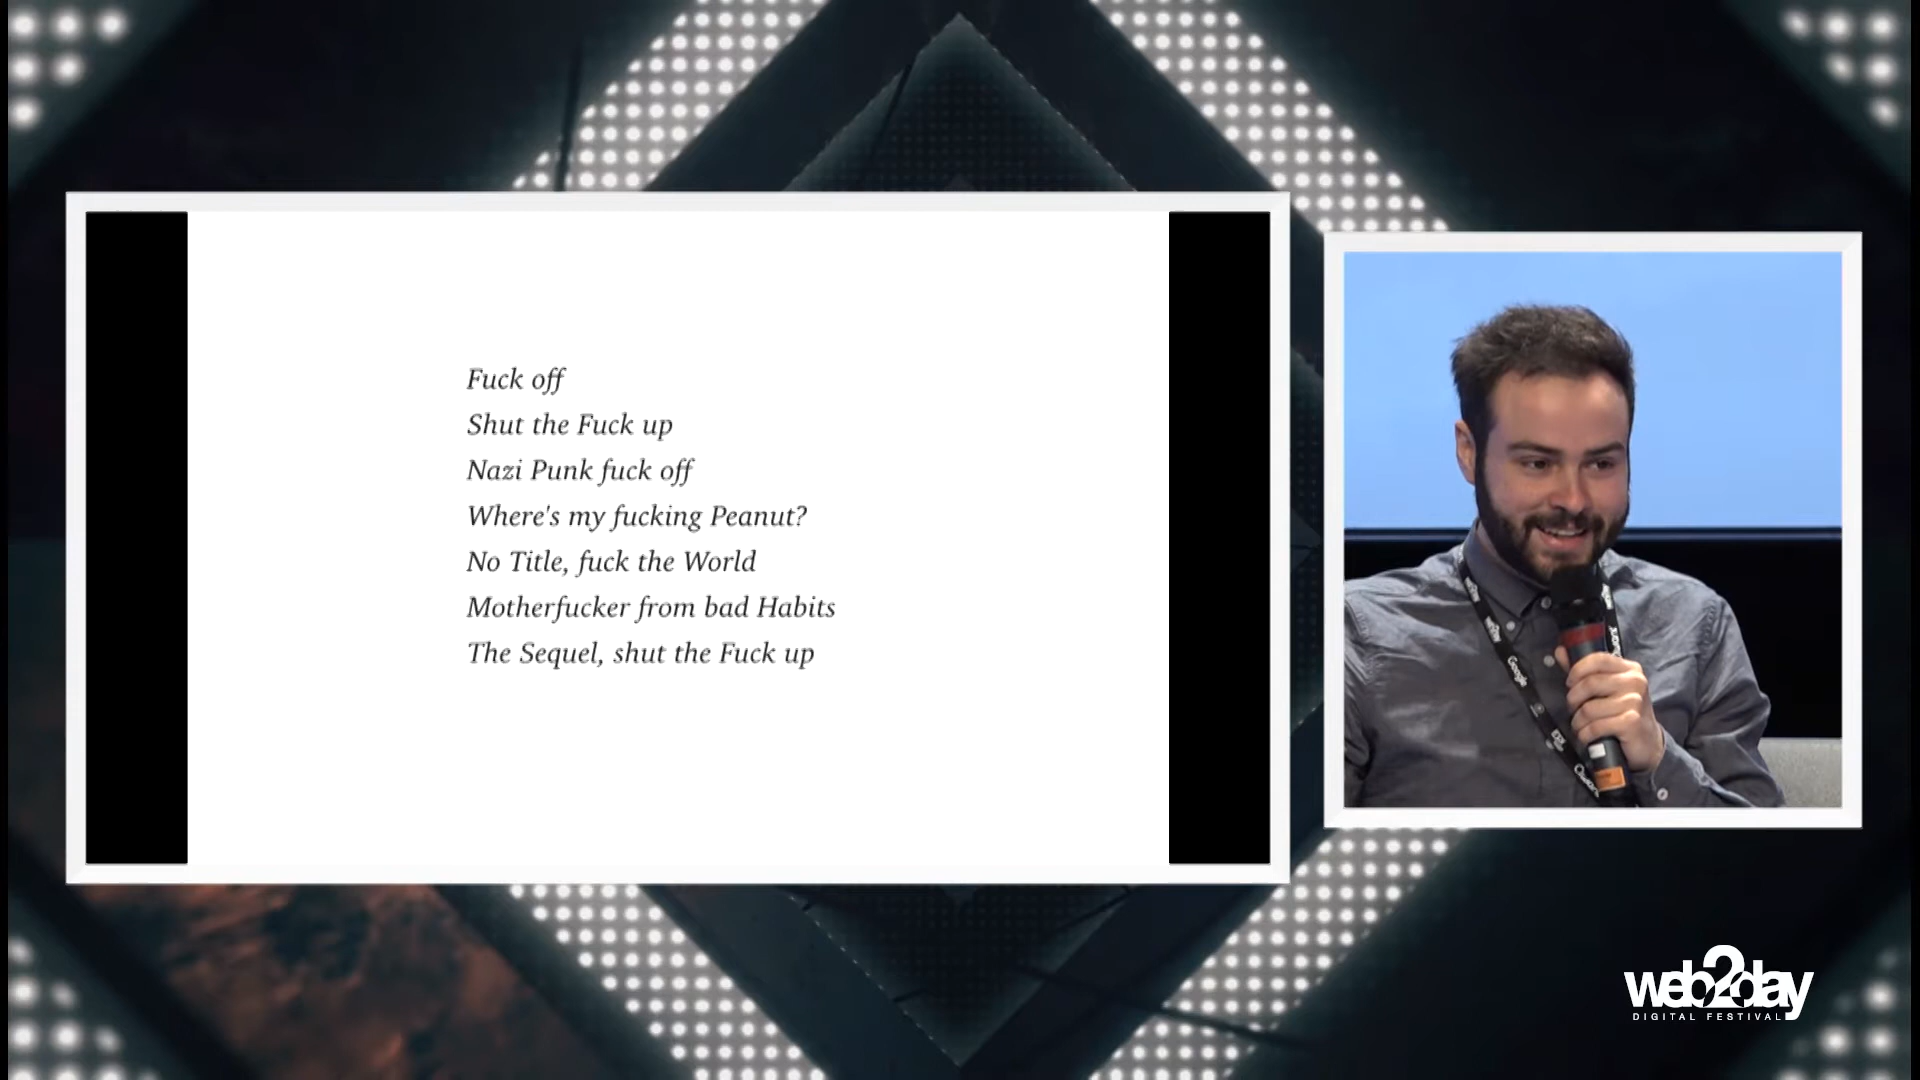 Fuck off
Shut the Fuck up
Nazi Punk fuck off
Where's my fucking Peanut?
No Title, fuck the World
Motherfucker from bad Habits
The Sequel, shut the Fuck up
Google
web2day
DIGITAL FESTIVAL